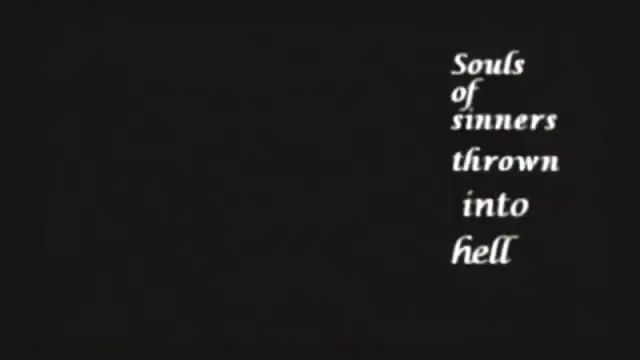 Souls
of
sinners
thrown
into
hell